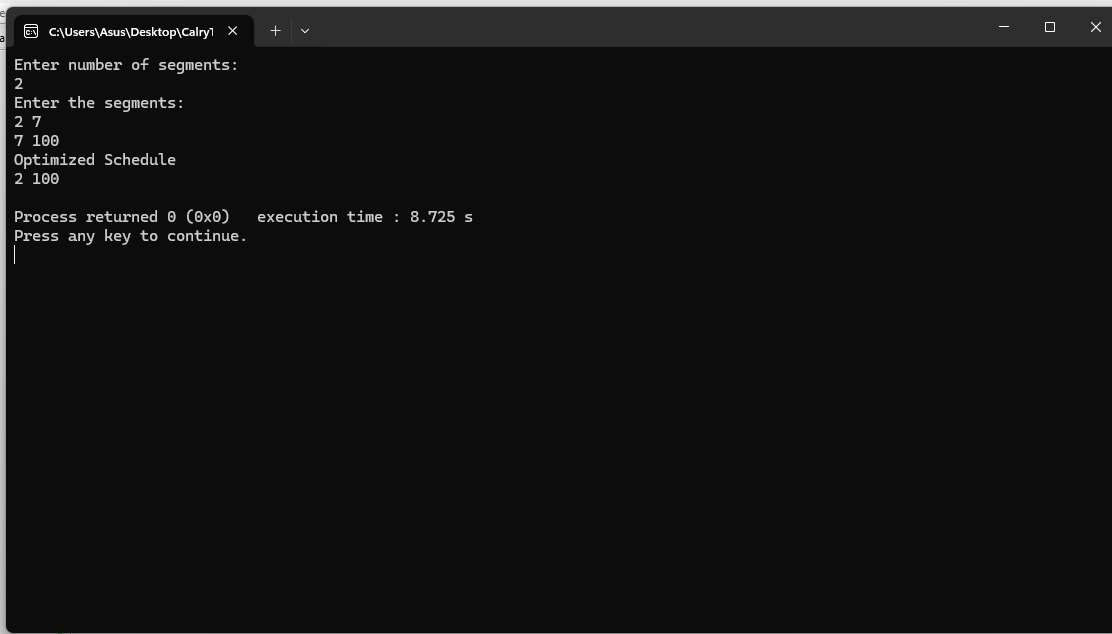 C:\Users\Asus\Desktop\Calry
Enter number of segments:
2
Enter the segments:
2 7
7 100
Optimized Schedule
2 100
Process returned 0 (0x0)   execution time : 8.725 s
Press any key to continue.